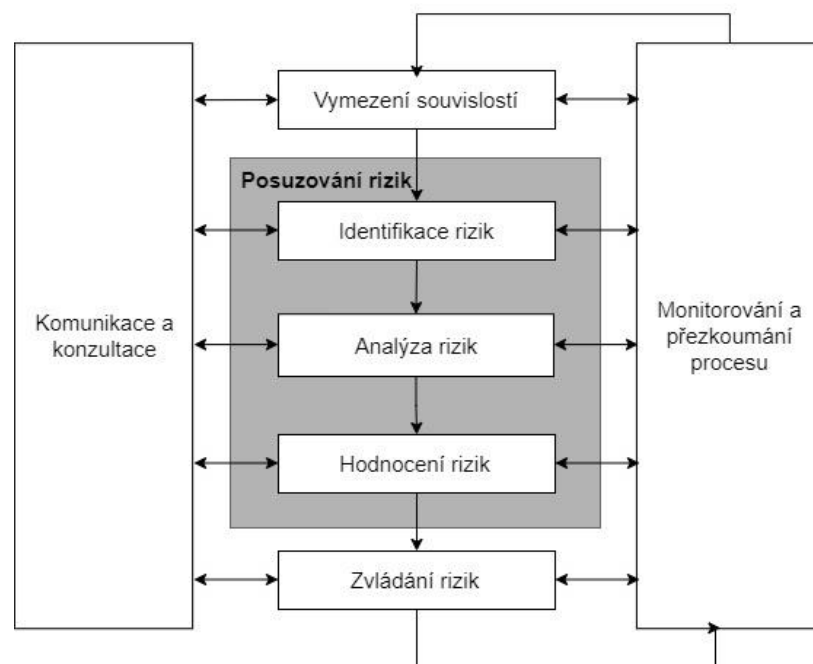 Vymezení souvislostí
Posuzování rizik
Identifikace rizik
Komunikace a
konzultace
Analýza rizik
Monitorování a
přezkoumání
procesu
Hodnocení rizik
Zvládání rizik